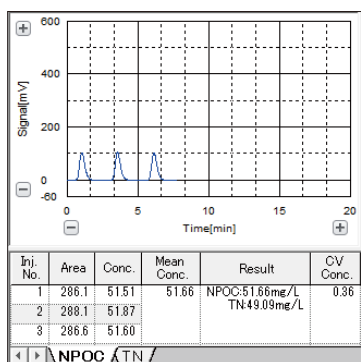 600
400
200
0
-60
Signal[mV]
0 5 10 15 20
Time[min]
Inj. No. Area Conc. Mean Conc. Result CV Conc.
1 286.1 51.51 51.66 NPOC:51.66mg/L 0.36
TN:49.09mg/L
2 288.1 51.87
3 286.6 51.60
NPOC TN